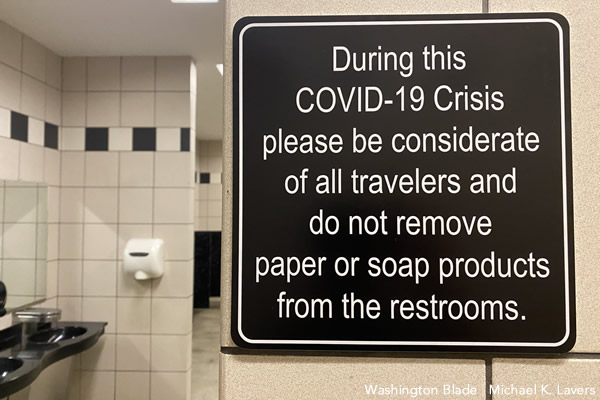 During this
COVID-19 Crisis
please be considerate
of all travelers and
do not remove
paper or soap products
from the restrooms.
Washington Blade | Michael K. Lavers